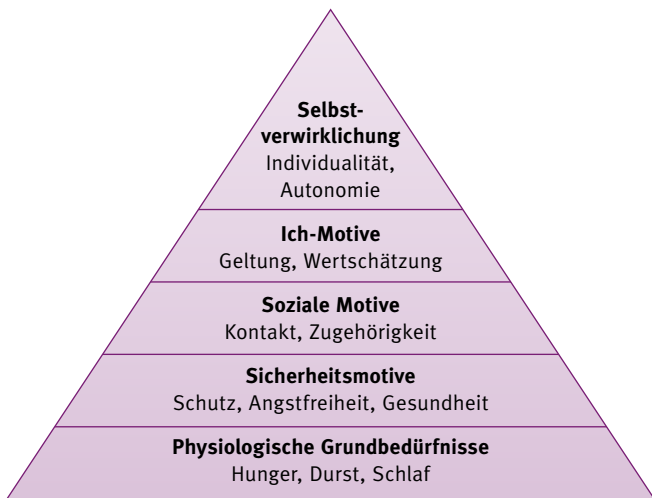 Selbst-
verwirklichung
Individualität,
Autonomie
Ich-Motive
Geltung, Wertschätzung
Soziale Motive
Kontakt, Zugehörigkeit
Sicherheitsmotive
Schutz, Angstfreiheit, Gesundheit
Physiologische Grundbedürfnisse
Hunger, Durst, Schlaf